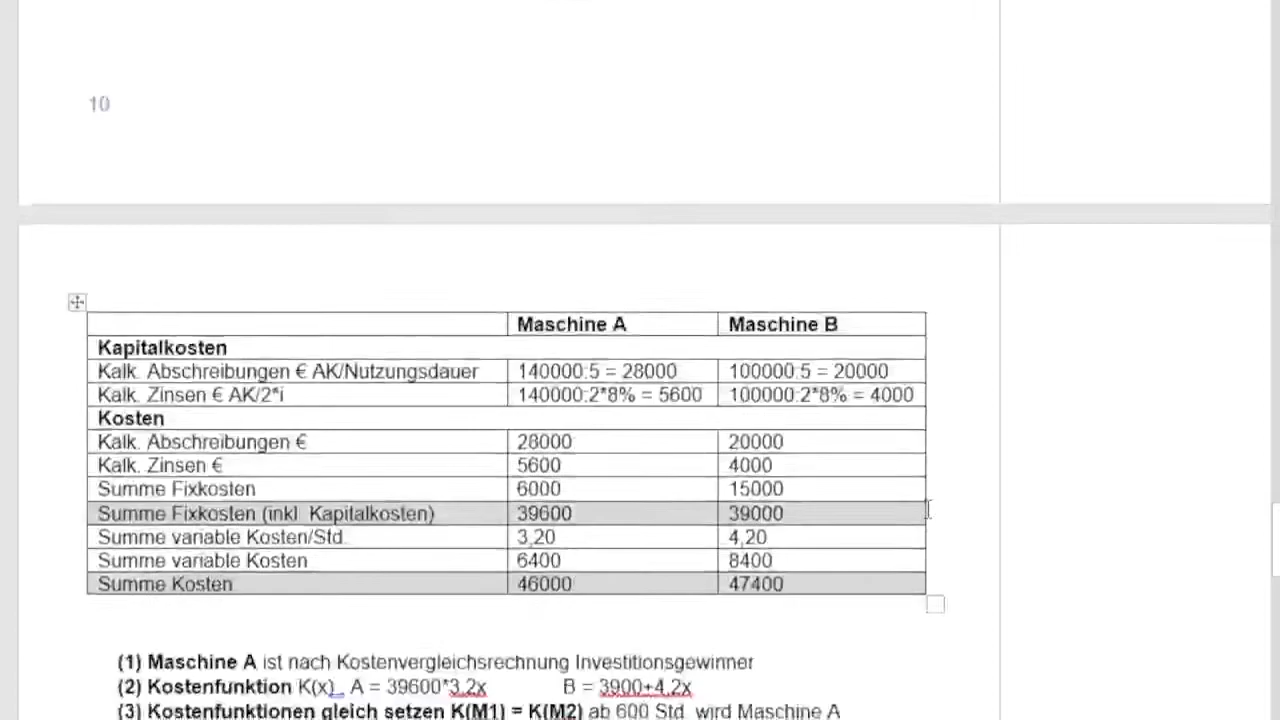 10
Maschine A Maschine B
Kapitalkosten
Kalk. Abschreibungen € AK/Nutzungsdauer 140000:5 = 28000 100000:5 = 20000
Kalk. Zinsen € AK/2*i 140000:2*8% = 5600 100000:2*8% = 4000
Kosten
Kalk. Abschreibungen € 28000 20000
Kalk. Zinsen € 5600 4000
Summe Fixkosten 6000 15000
Summe Fixkosten (inkl. Kapitalkosten) 39600 39000
Summe variable Kosten/Std. 3,20 4,20
Summe variable Kosten 6400 8400
Summe Kosten 46000 47400
(1) Maschine A ist nach Kostenvergleichsrechnung Investitionsgewinner
(2) Kostenfunktion K(x)_ A = 39600*3,2x B = 3900+4,2x
(3) Kostenfunktionen gleich setzen K(M1) = K(M2) ab 600 Std. wird Maschine A